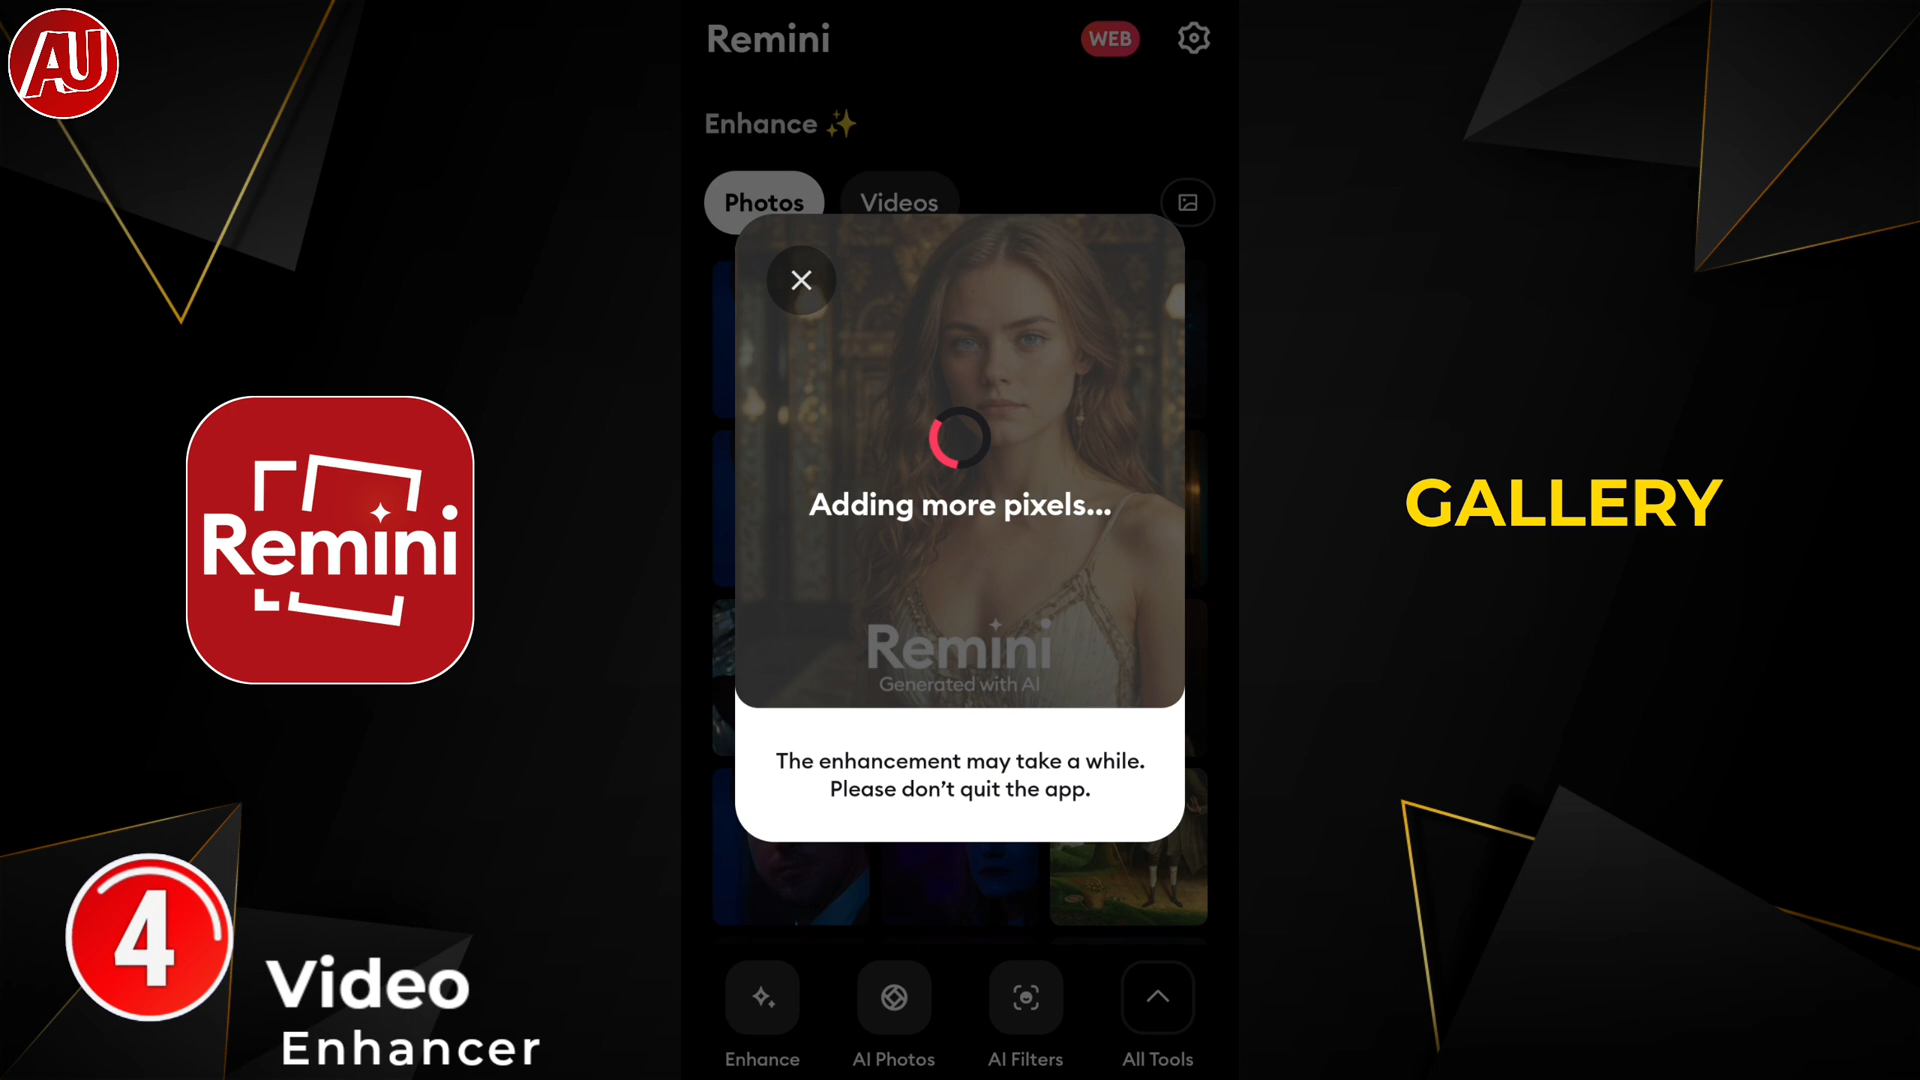 AU
Remini
WEB
Enhance
Photos
Videos
Adding more pixels...
Remini
Generated with AI
The enhancement may take a while.
Please don't quit the app.
Remini
GALLERY
4
Video
Enhancer
Enhance
AI Photos
AI Filters
All Tools